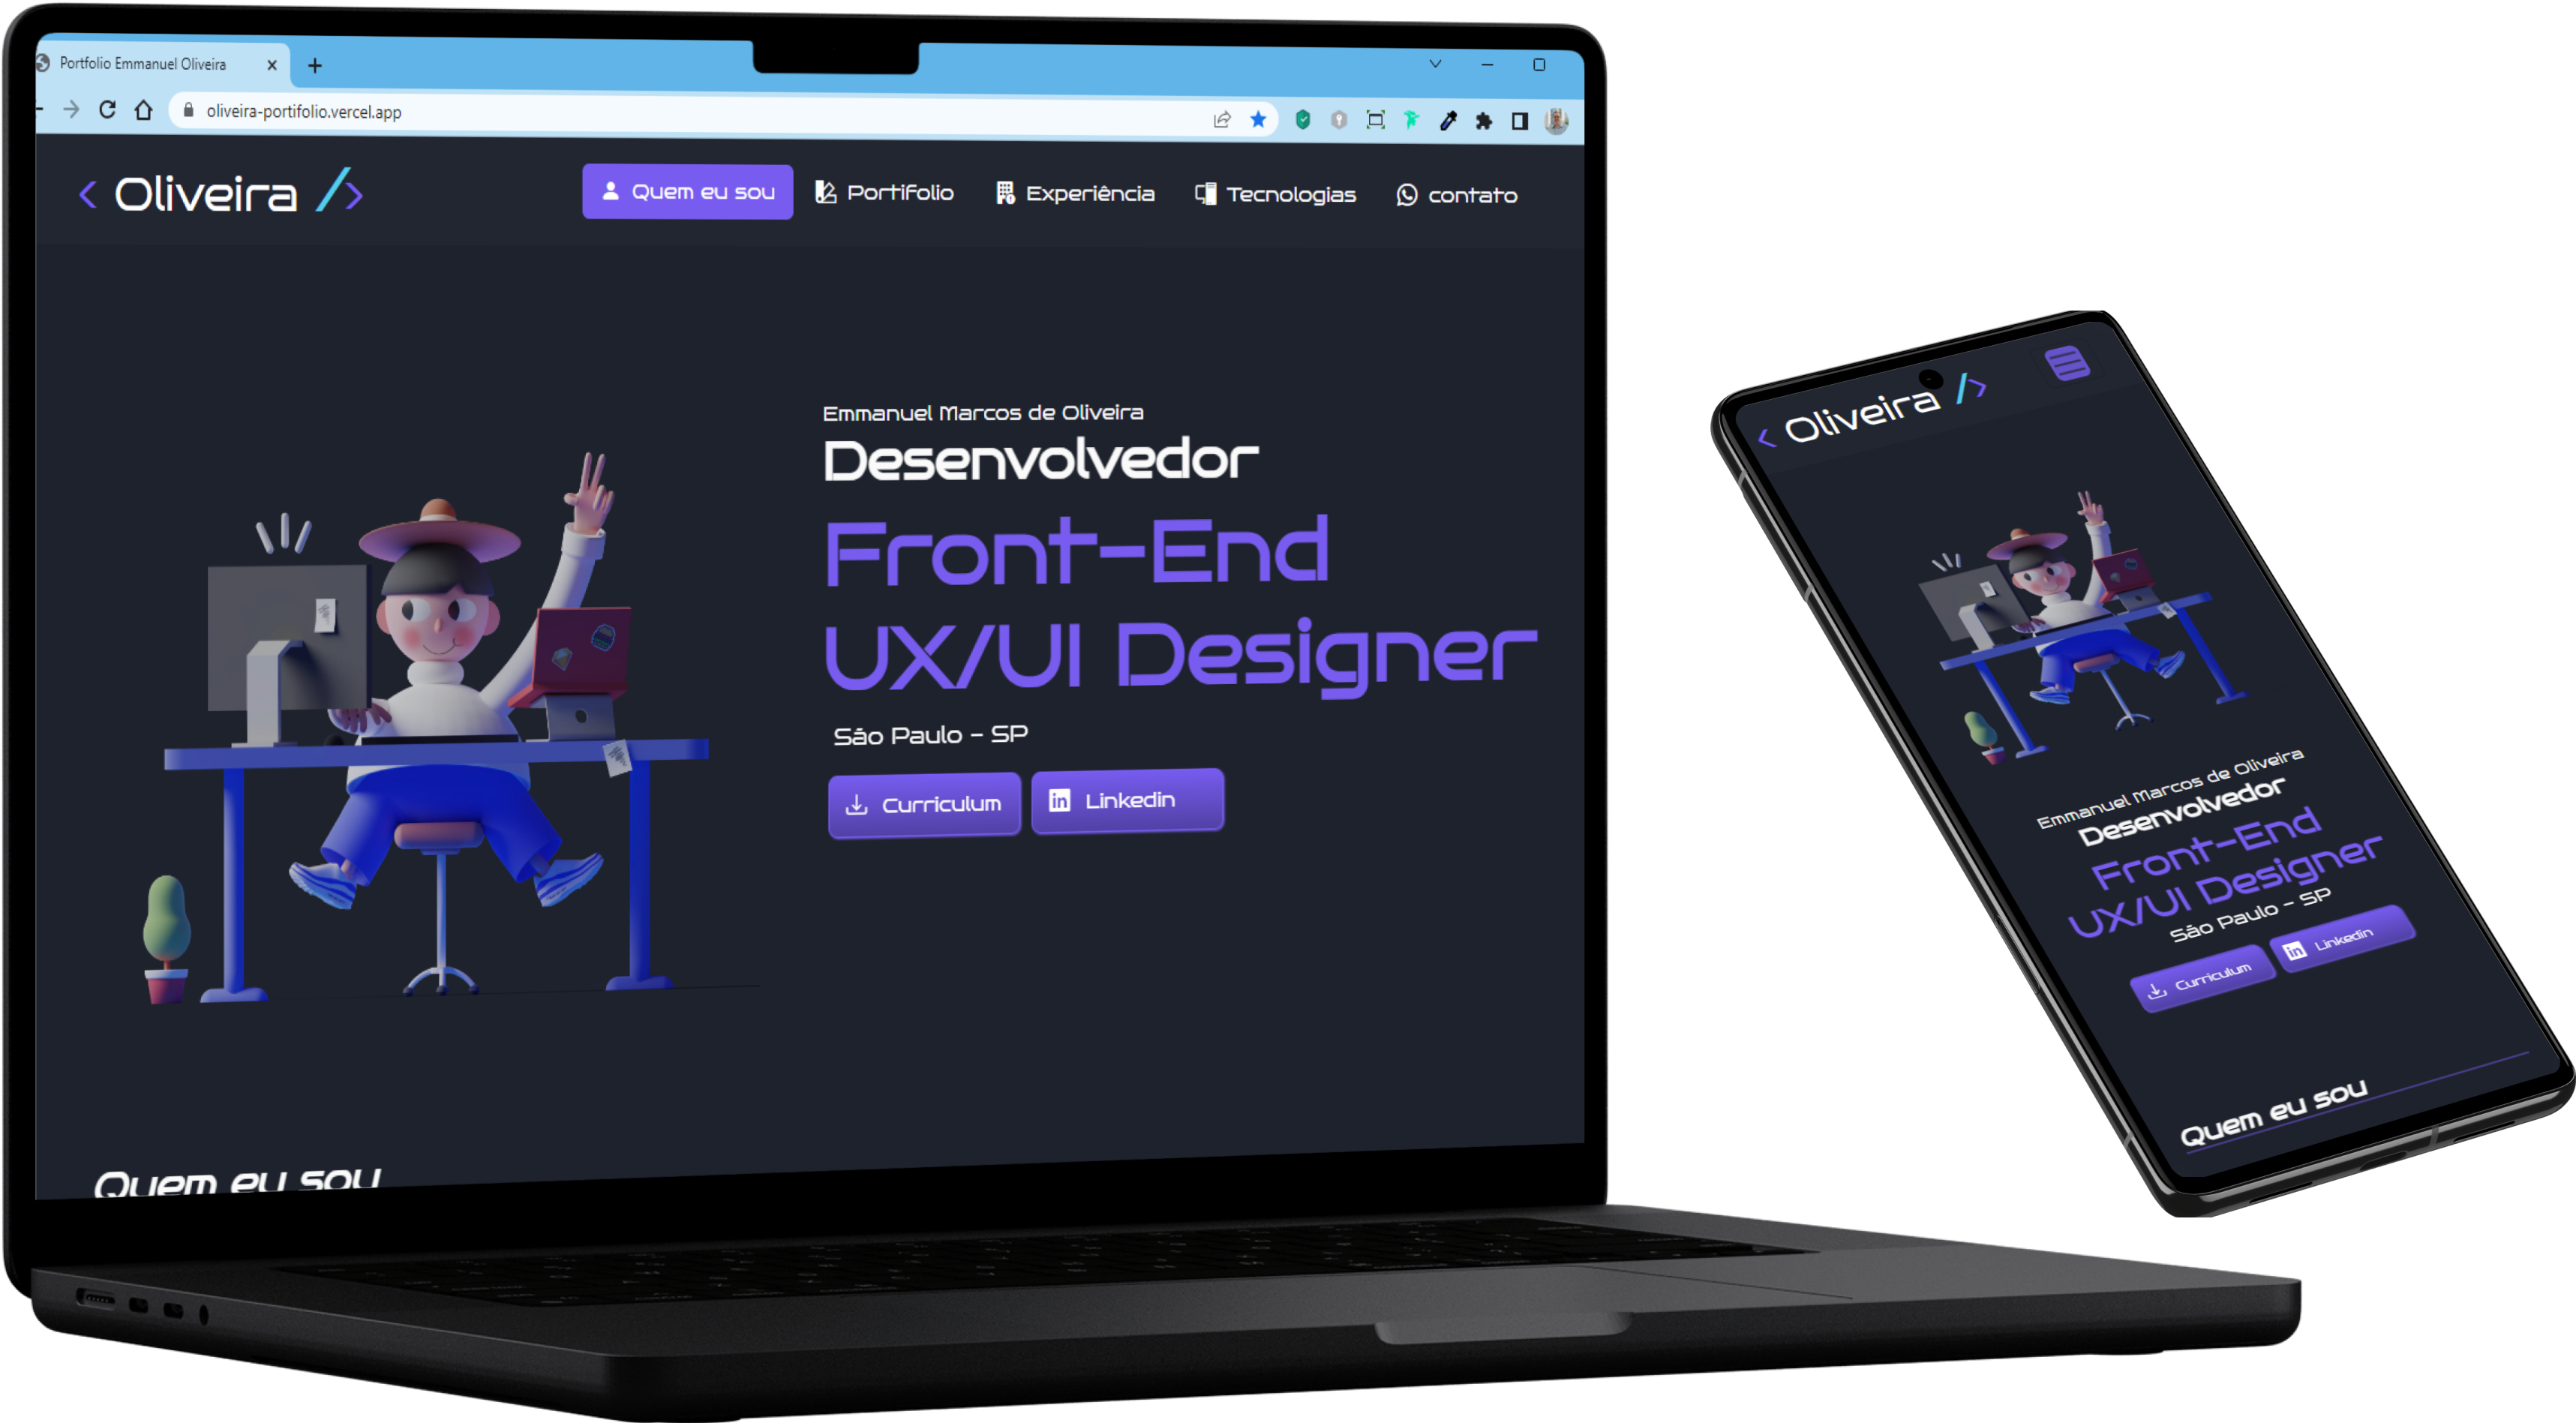 Portfolio Emmanuel Oliveira
oliveira-portifolio.vercel.app
< Oliveira />
Quem eu sou
Portifolio
Experiência
Tecnologias
contato
Emmanuel Marcos de Oliveira
Desenvolvedor
Front-End
UX/UI Designer
São Paulo - SP
Curriculum
Linkedin
Quem eu sou
< Oliveira />
Emmanuel Marcos de Oliveira
Desenvolvedor
Front-End
UX/UI Designer
São Paulo - SP
Curriculum
Linkedin
Quem eu sou